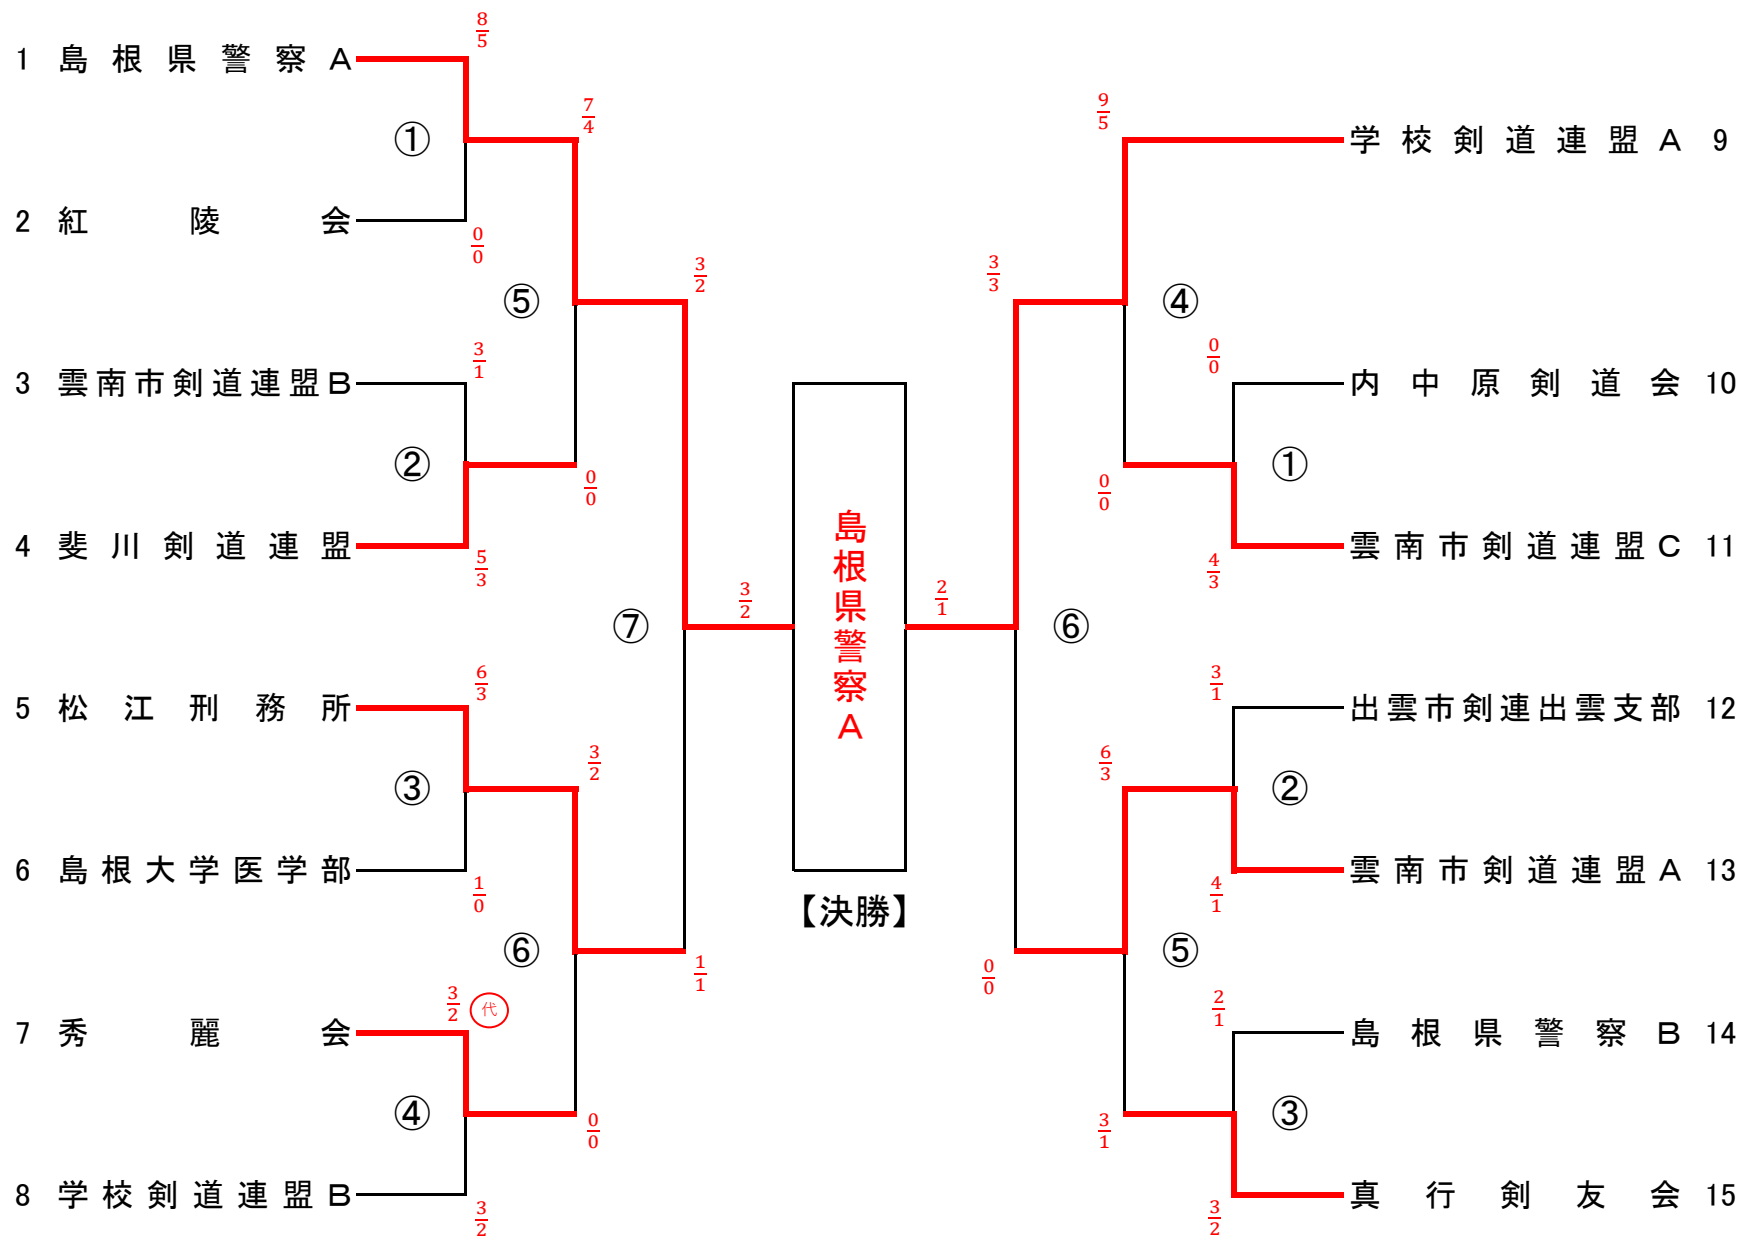 8/5
1 島根県警察A
7/4
①
2 紅陵会
0/0
⑤
3/2
3/1
3 雲南市剣道連盟B
②
0/0
4 斐川剣道連盟
5/3
⑦
3/2
6/3
5 松江刑務所
3/2
③
6 島根大学医学部
1/0
⑥
1/1
3/2 代
7 秀麗会
④
0/0
8 学校剣道連盟B
3/2
島根県警察A
【決勝】
9/5
学校剣道連盟A 9
3/3
④
0/0
内中原剣道会 10
0/0
①
雲南市剣道連盟C 11
4/3
2/1
⑥
3/1
出雲市剣連出雲支部 12
6/3
②
雲南市剣道連盟A 13
4/1
0/0
⑤
2/1
島根県警察B 14
3/1
③
真行剣友会 15
3/2